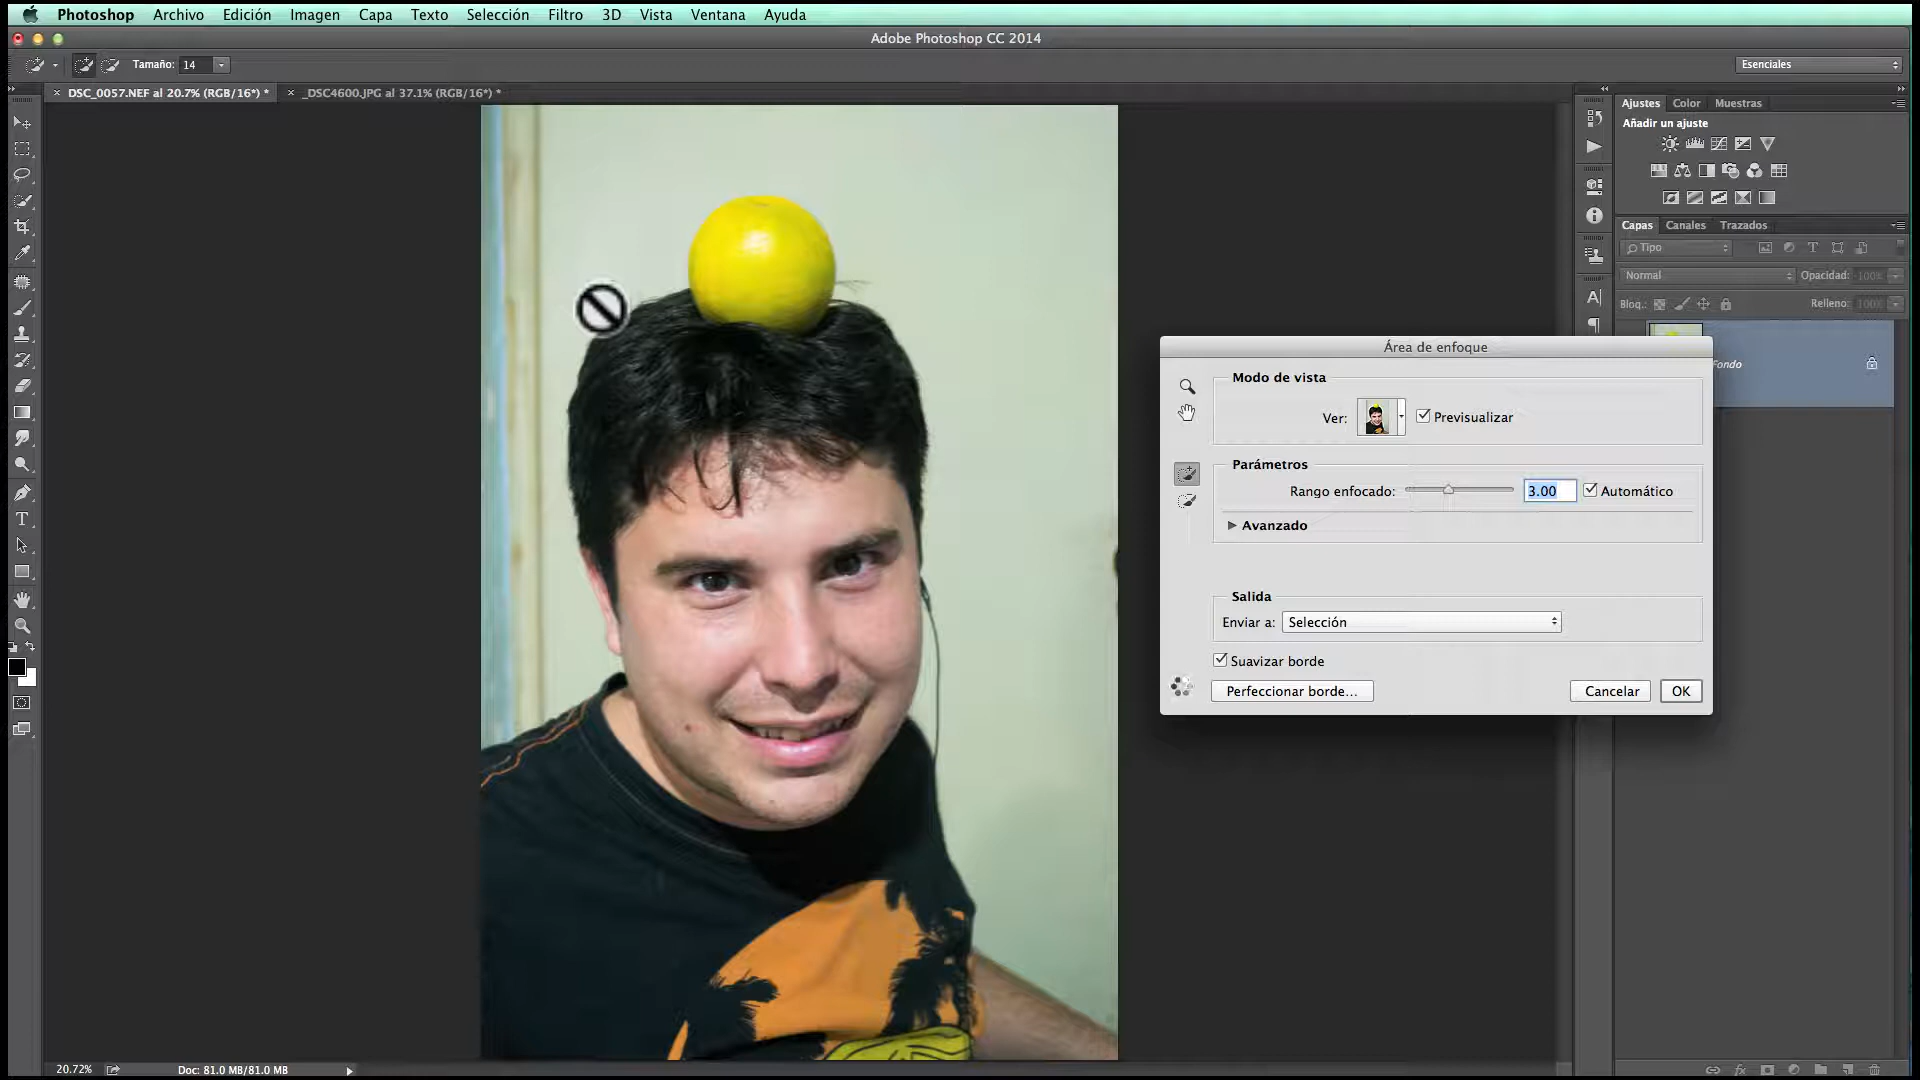 Photoshop Archivo Edición Imagen Capa Texto Selección Filtro 3D Vista Ventana Ayuda
Adobe Photoshop CC 2014
Tamaño: 14
Esenciales
DSC_0057.NEF al 20.7% (RGB/16*) *
_DSC4600.JPG al 37.1% (RGB/16*) *
Ajustes Color Muestras
Añadir un ajuste
Capas Canales Trazados
Tipo
Normal Opacidad: 100%
Bloq.: Relleno: 100%
Fondo
Área de enfoque
Modo de vista
Ver: Previsualizar
Parámetros
Rango enfocado: 3.00 Automático
Avanzado
Salida
Enviar a: Selección
Suavizar borde
Perfeccionar borde... Cancelar OK
20.72% Doc: 81.0 MB/81.0 MB